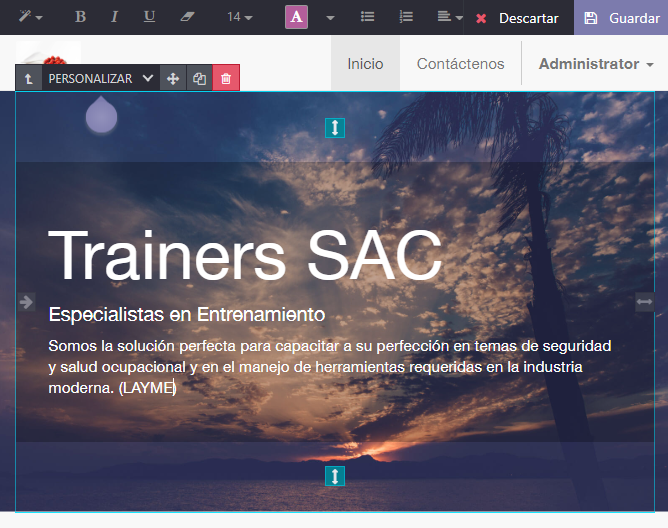 B I U 14 A Descartar Guardar
Inicio Contáctenos Administrator
PERSONALIZAR
Trainers SAC
Especialistas en Entrenamiento
Somos la solución perfecta para capacitar a su perfección en temas de seguridad
y salud ocupacional y en el manejo de herramientas requeridas en la industria
moderna. (LAYME)